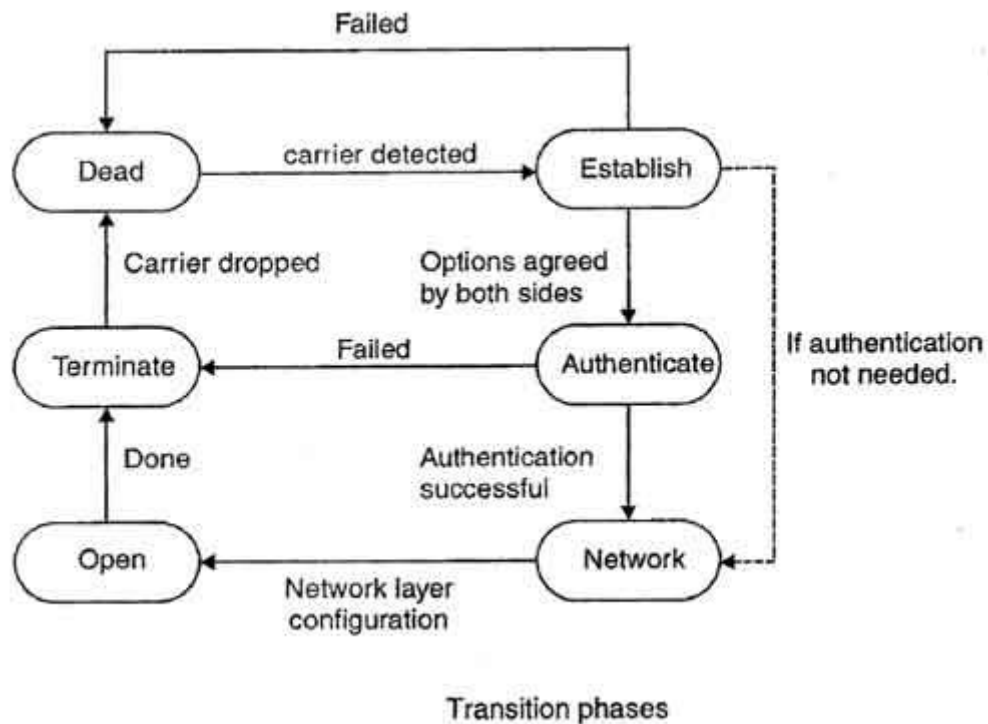 Failed
Dead
carrier detected
Establish
Carrier dropped
Options agreed
by both sides
Terminate
Failed
Authenticate
If authentication
not needed.
Done
Authentication
successful
Open
Network layer
configuration
Network
Transition phases